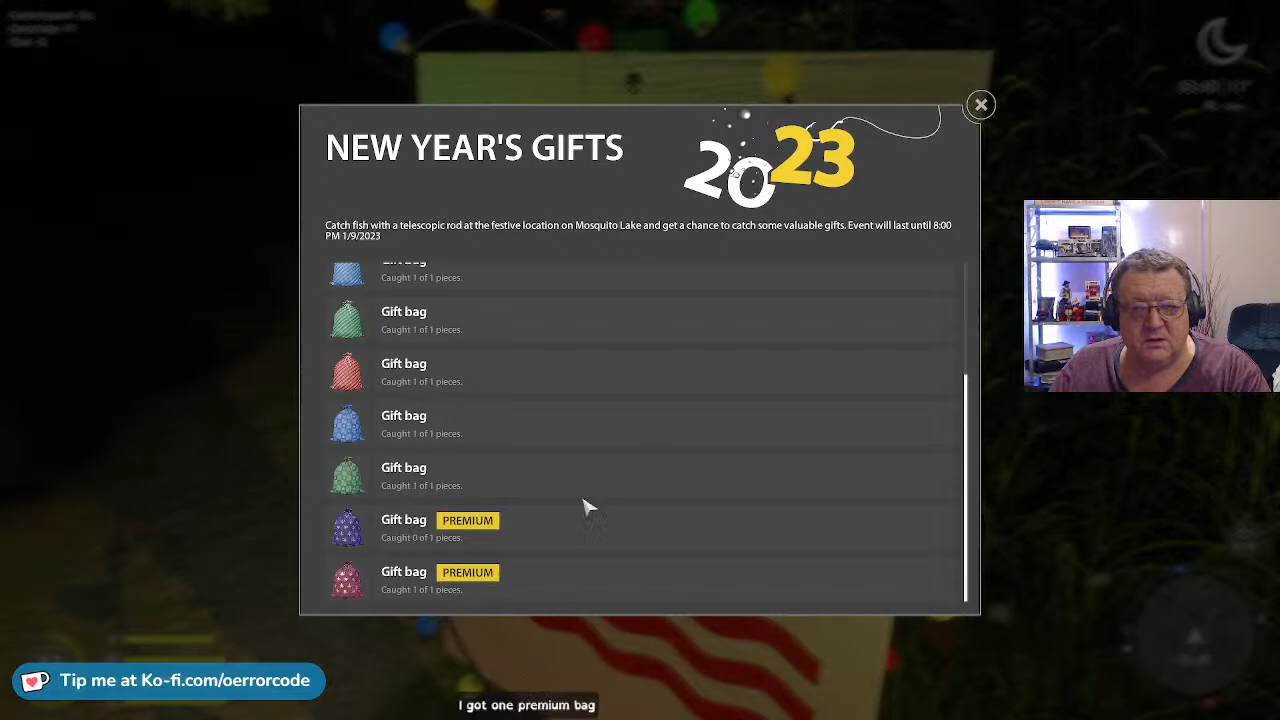 NEW YEAR'S GIFTS
2023
Catch fish with a telescopic rod at the festive location on Mosquito Lake and get a chance to catch some valuable gifts. Event will last until 8:00
PM 1/9/2023
Gift bag
Caught 1 of 1 pieces.
Gift bag
Caught 1 of 1 pieces.
Gift bag
Caught 1 of 1 pieces.
Gift bag
Caught 1 of 1 pieces.
Gift bag
Caught 1 of 1 pieces.
Gift bag PREMIUM
Caught 0 of 1 pieces.
Gift bag PREMIUM
Caught 1 of 1 pieces.
Tip me at Ko-fi.com/oerrorcode
I got one premium bag